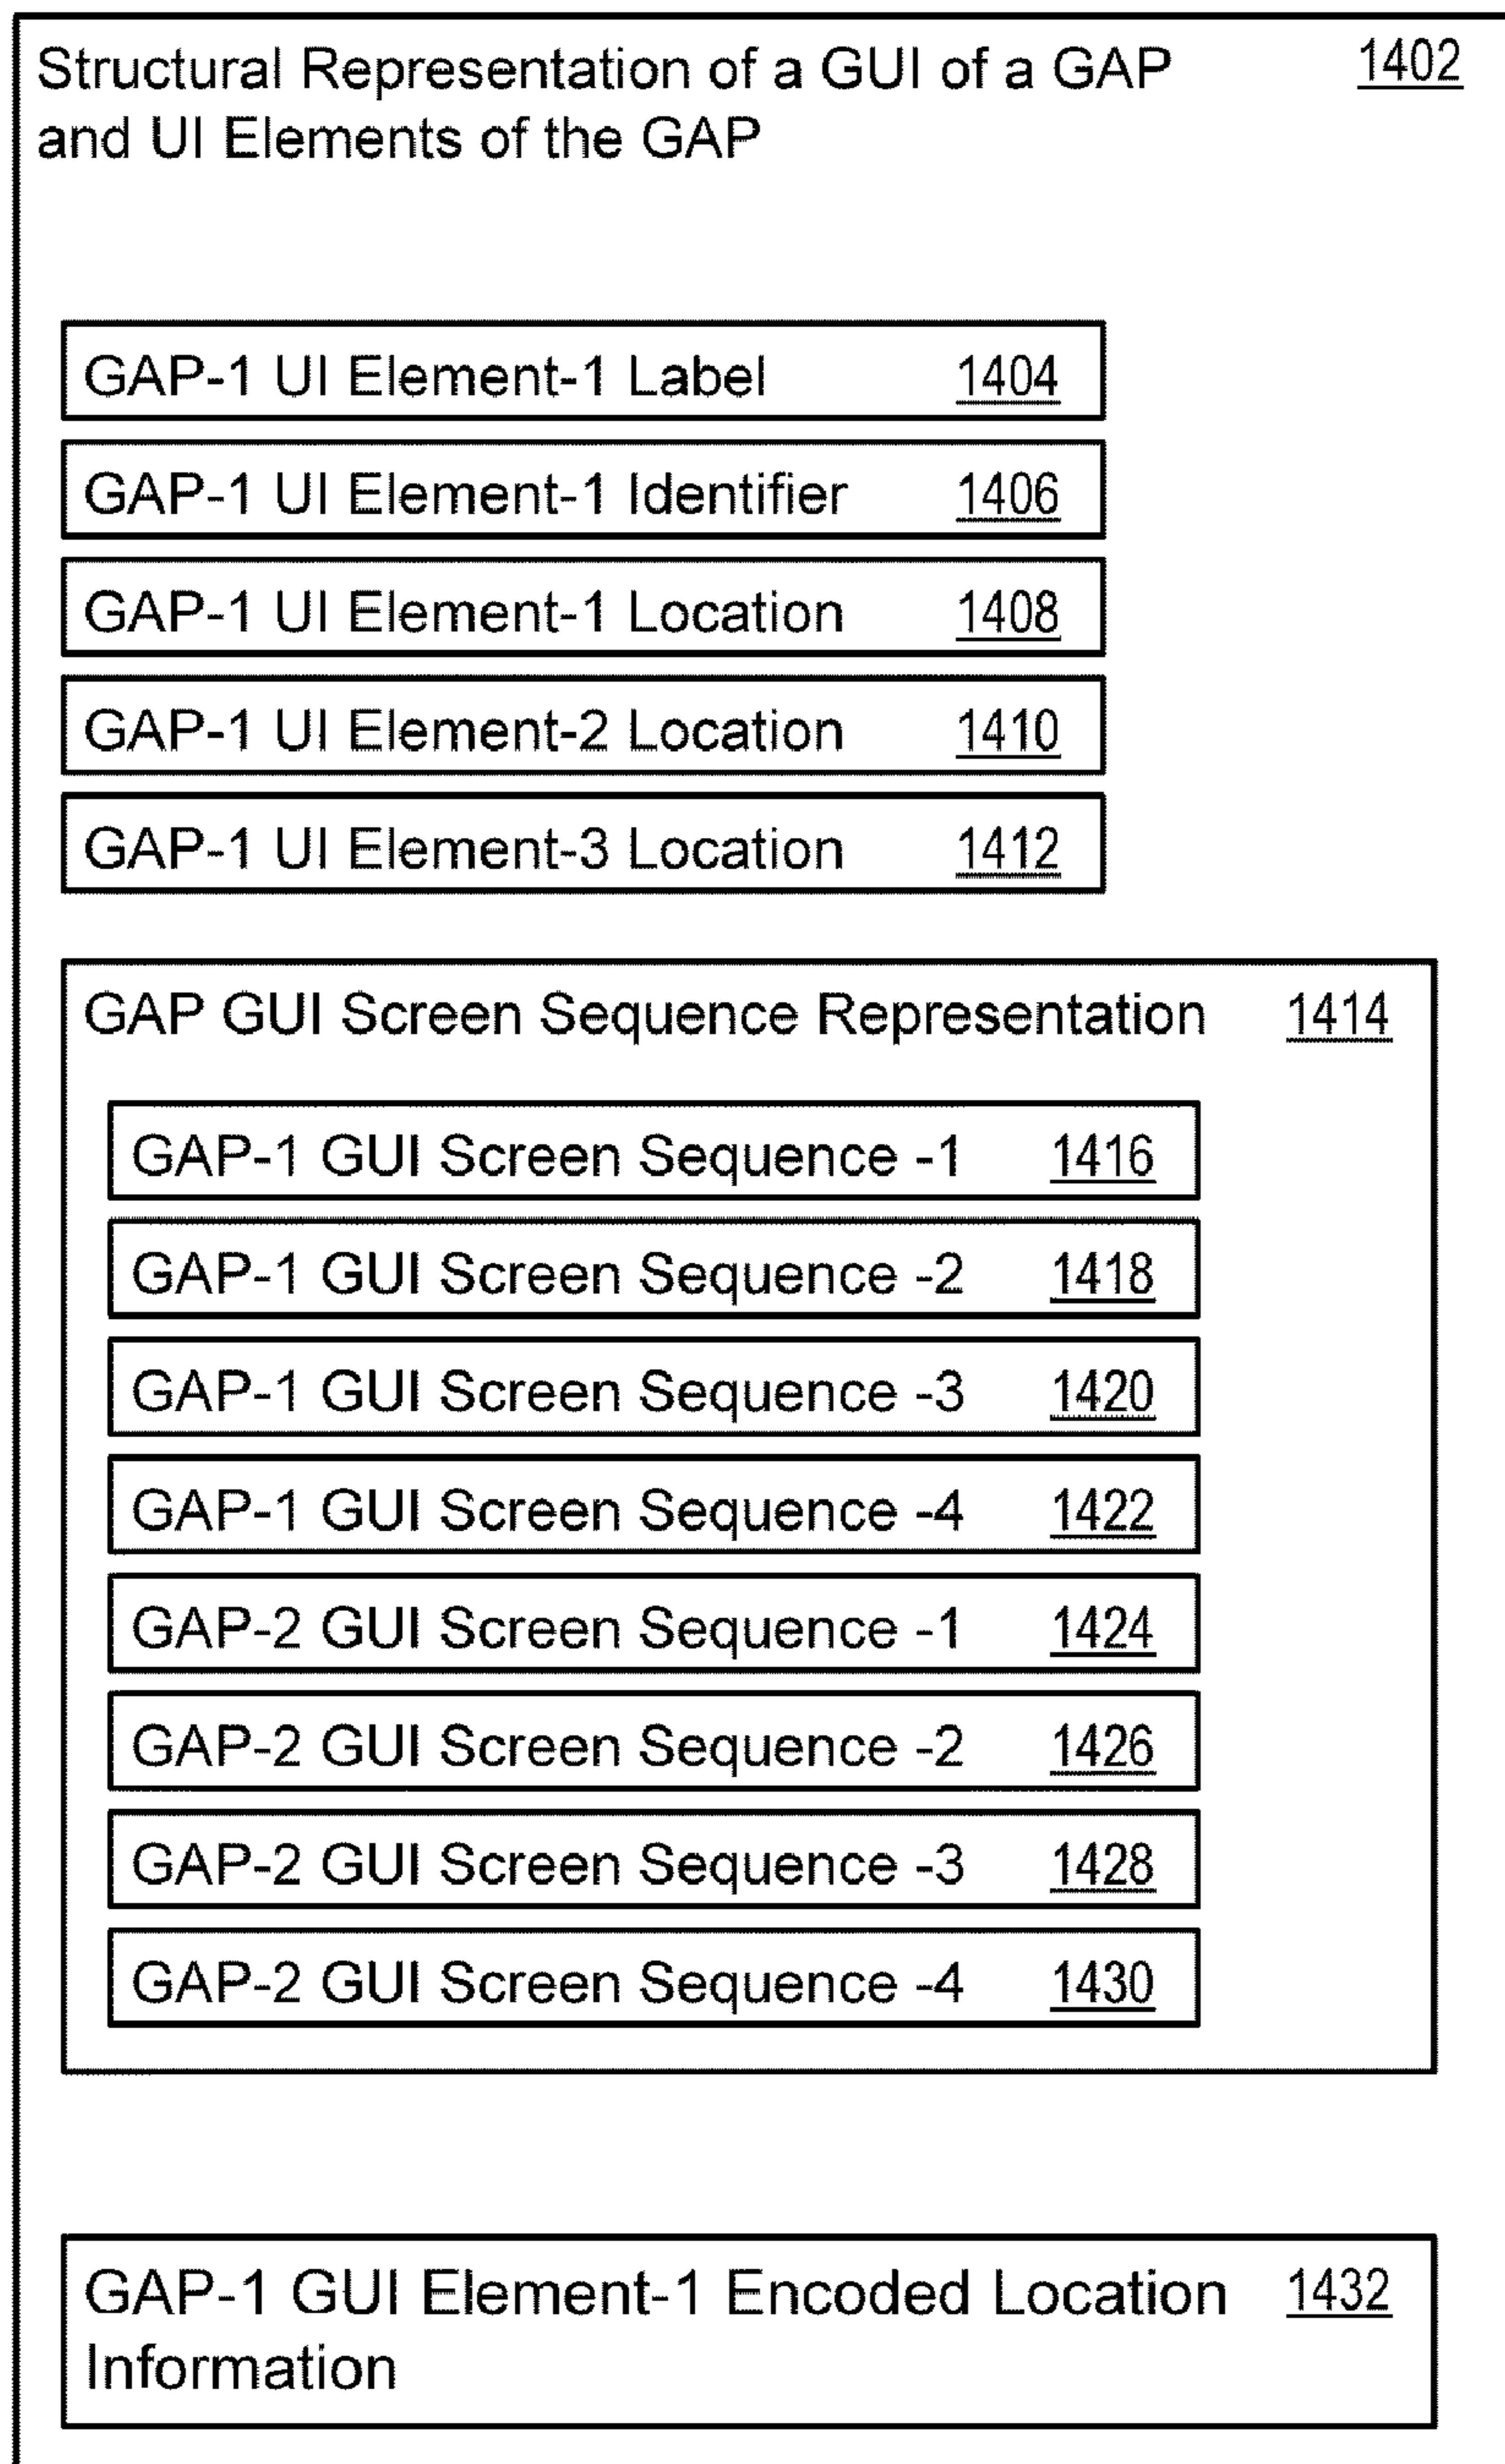 Structural Representation of a GUI of a GAP 1402
and UI Elements of the GAP
GAP-1 UI Element-1 Label 1404
GAP-1 UI Element-1 Identifier 1406
GAP-1 UI Element-1 Location 1408
GAP-1 UI Element-2 Location 1410
GAP-1 UI Element-3 Location 1412
GAP GUI Screen Sequence Representation 1414
GAP-1 GUI Screen Sequence -1 1416
GAP-1 GUI Screen Sequence -2 1418
GAP-1 GUI Screen Sequence -3 1420
GAP-1 GUI Screen Sequence -4 1422
GAP-2 GUI Screen Sequence -1 1424
GAP-2 GUI Screen Sequence -2 1426
GAP-2 GUI Screen Sequence -3 1428
GAP-2 GUI Screen Sequence -4 1430
GAP-1 GUI Element-1 Encoded Location 1432
Information